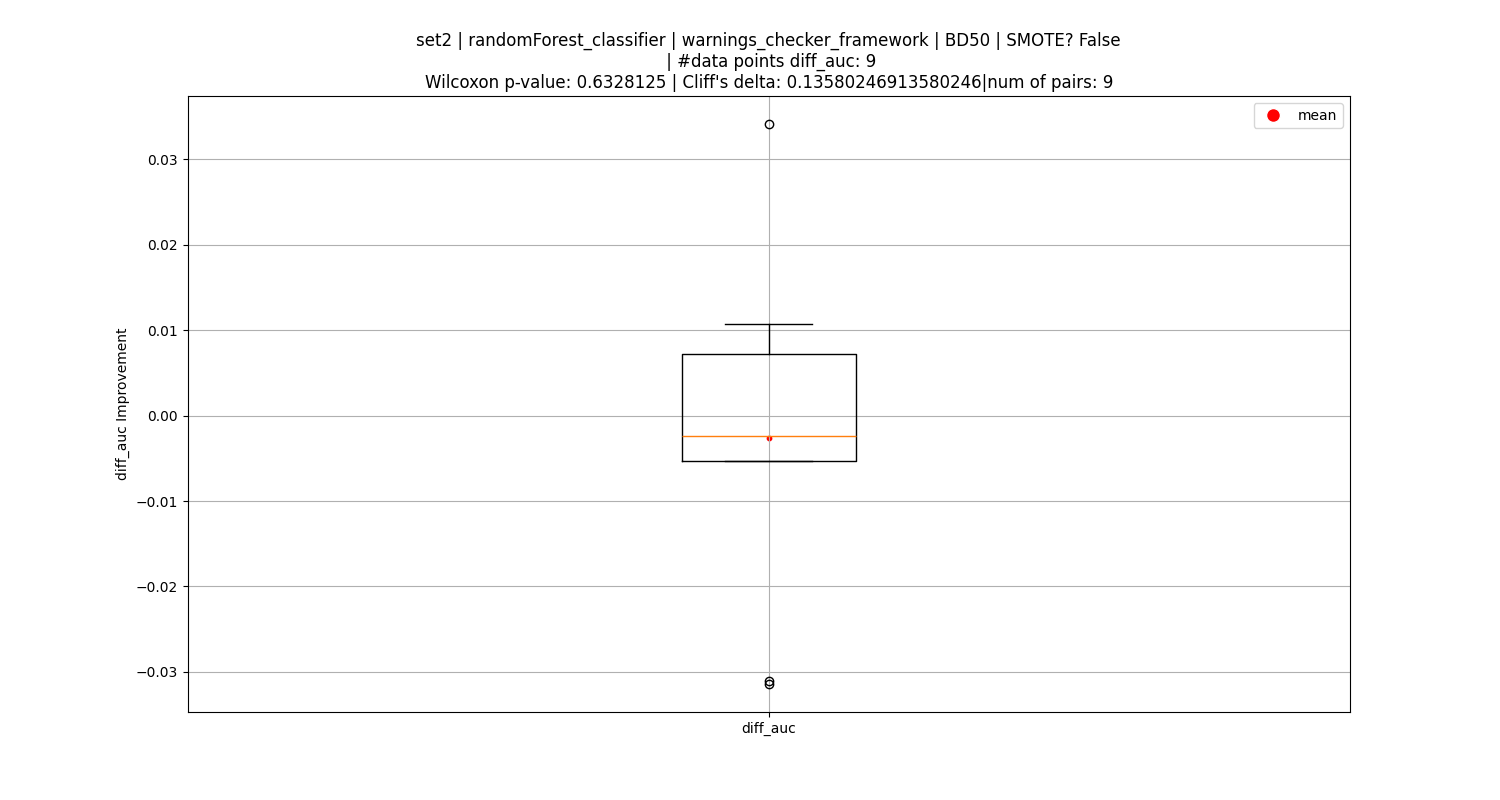 set2 | randomForest_classifier | warnings_checker_framework | BD50 | SMOTE? False
| #data points diff_auc: 9
Wilcoxon p-value: 0.6328125 | Cliff's delta: 0.13580246913580246|num of pairs: 9
mean
0.03
0.02
0.01
0.00
−0.01
−0.02
−0.03
diff_auc Improvement
diff_auc